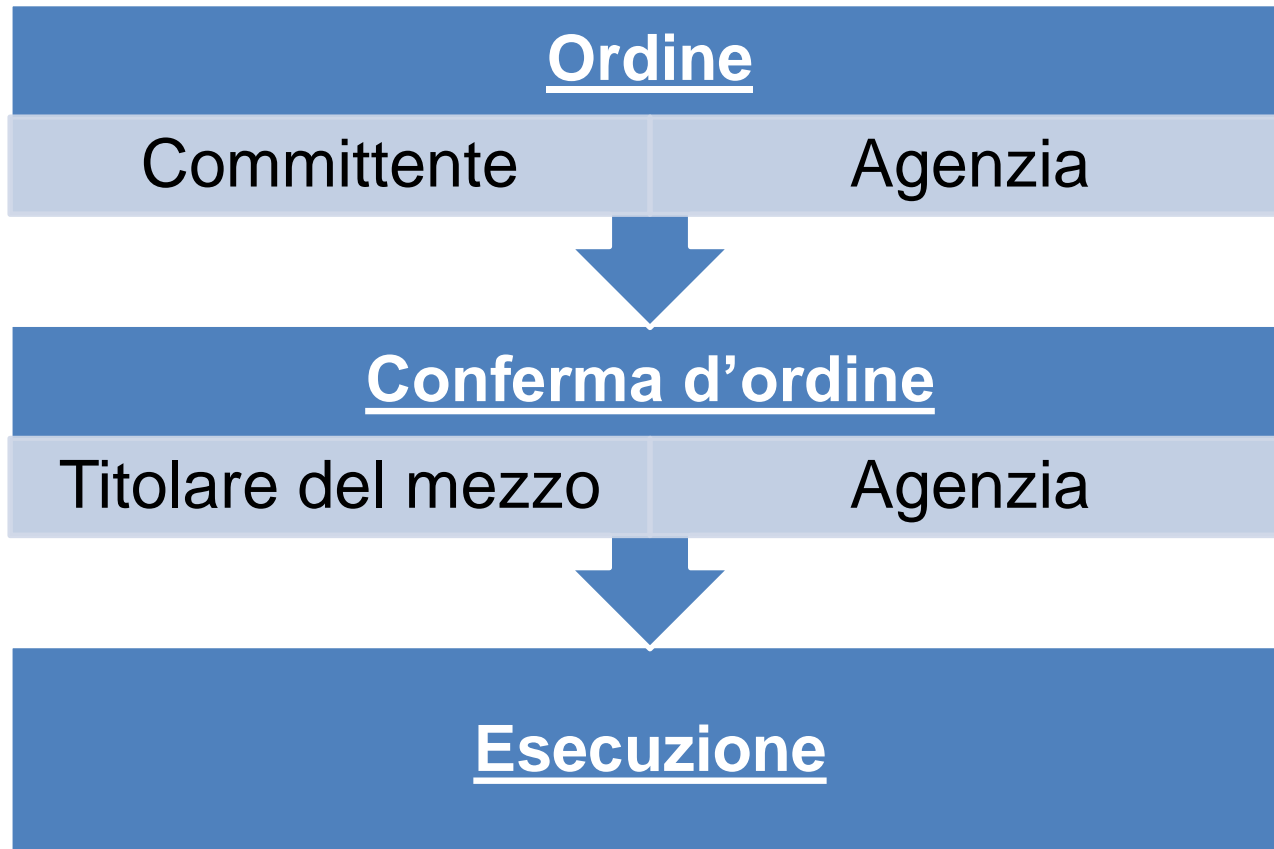 Ordine
Committente Agenzia
Conferma d’ordine
Titolare del mezzo Agenzia
Esecuzione